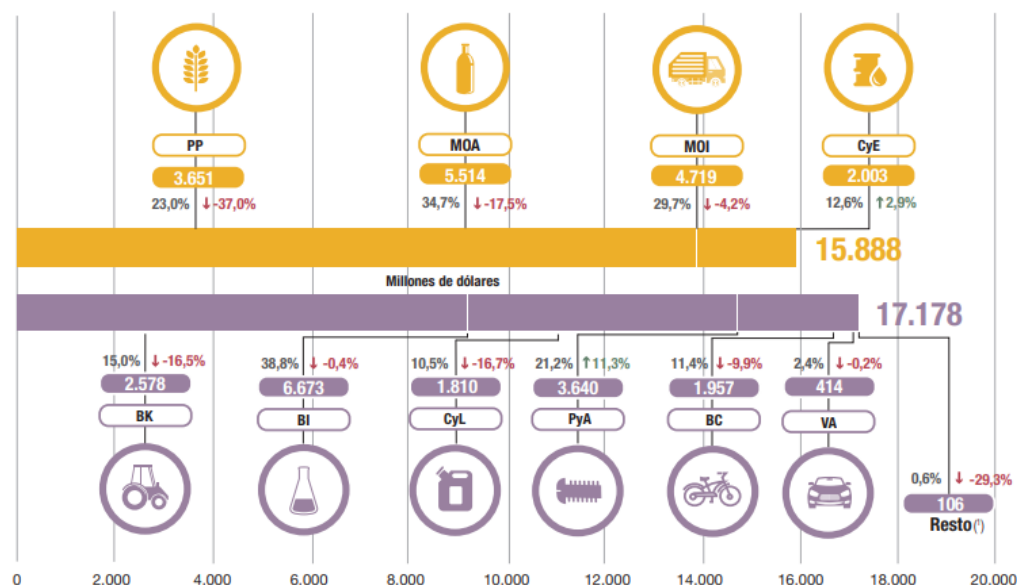 PP
MOA
MOI
CyE
3.651
5.514
4.719
2.003
23,0% ↓-37,0%
34,7% ↓-17,5%
29,7% ↓-4,2%
12,6% ↑2,9%
15.888
Millones de dólares
17.178
15,0% ↓-16,5%
38,8% ↓-0,4%
10,5% ↓-16,7%
21,2% ↑11,3%
11,4% ↓-9,9%
2,4% ↓-0,2%
2.578
6.673
1.810
3.640
1.957
414
BK
BI
CyL
PyA
BC
VA
0,6% ↓ -29,3%
106
Resto(¹)
0 2.000 4.000 6.000 8.000 10.000 12.000 14.000 16.000 18.000 20.000